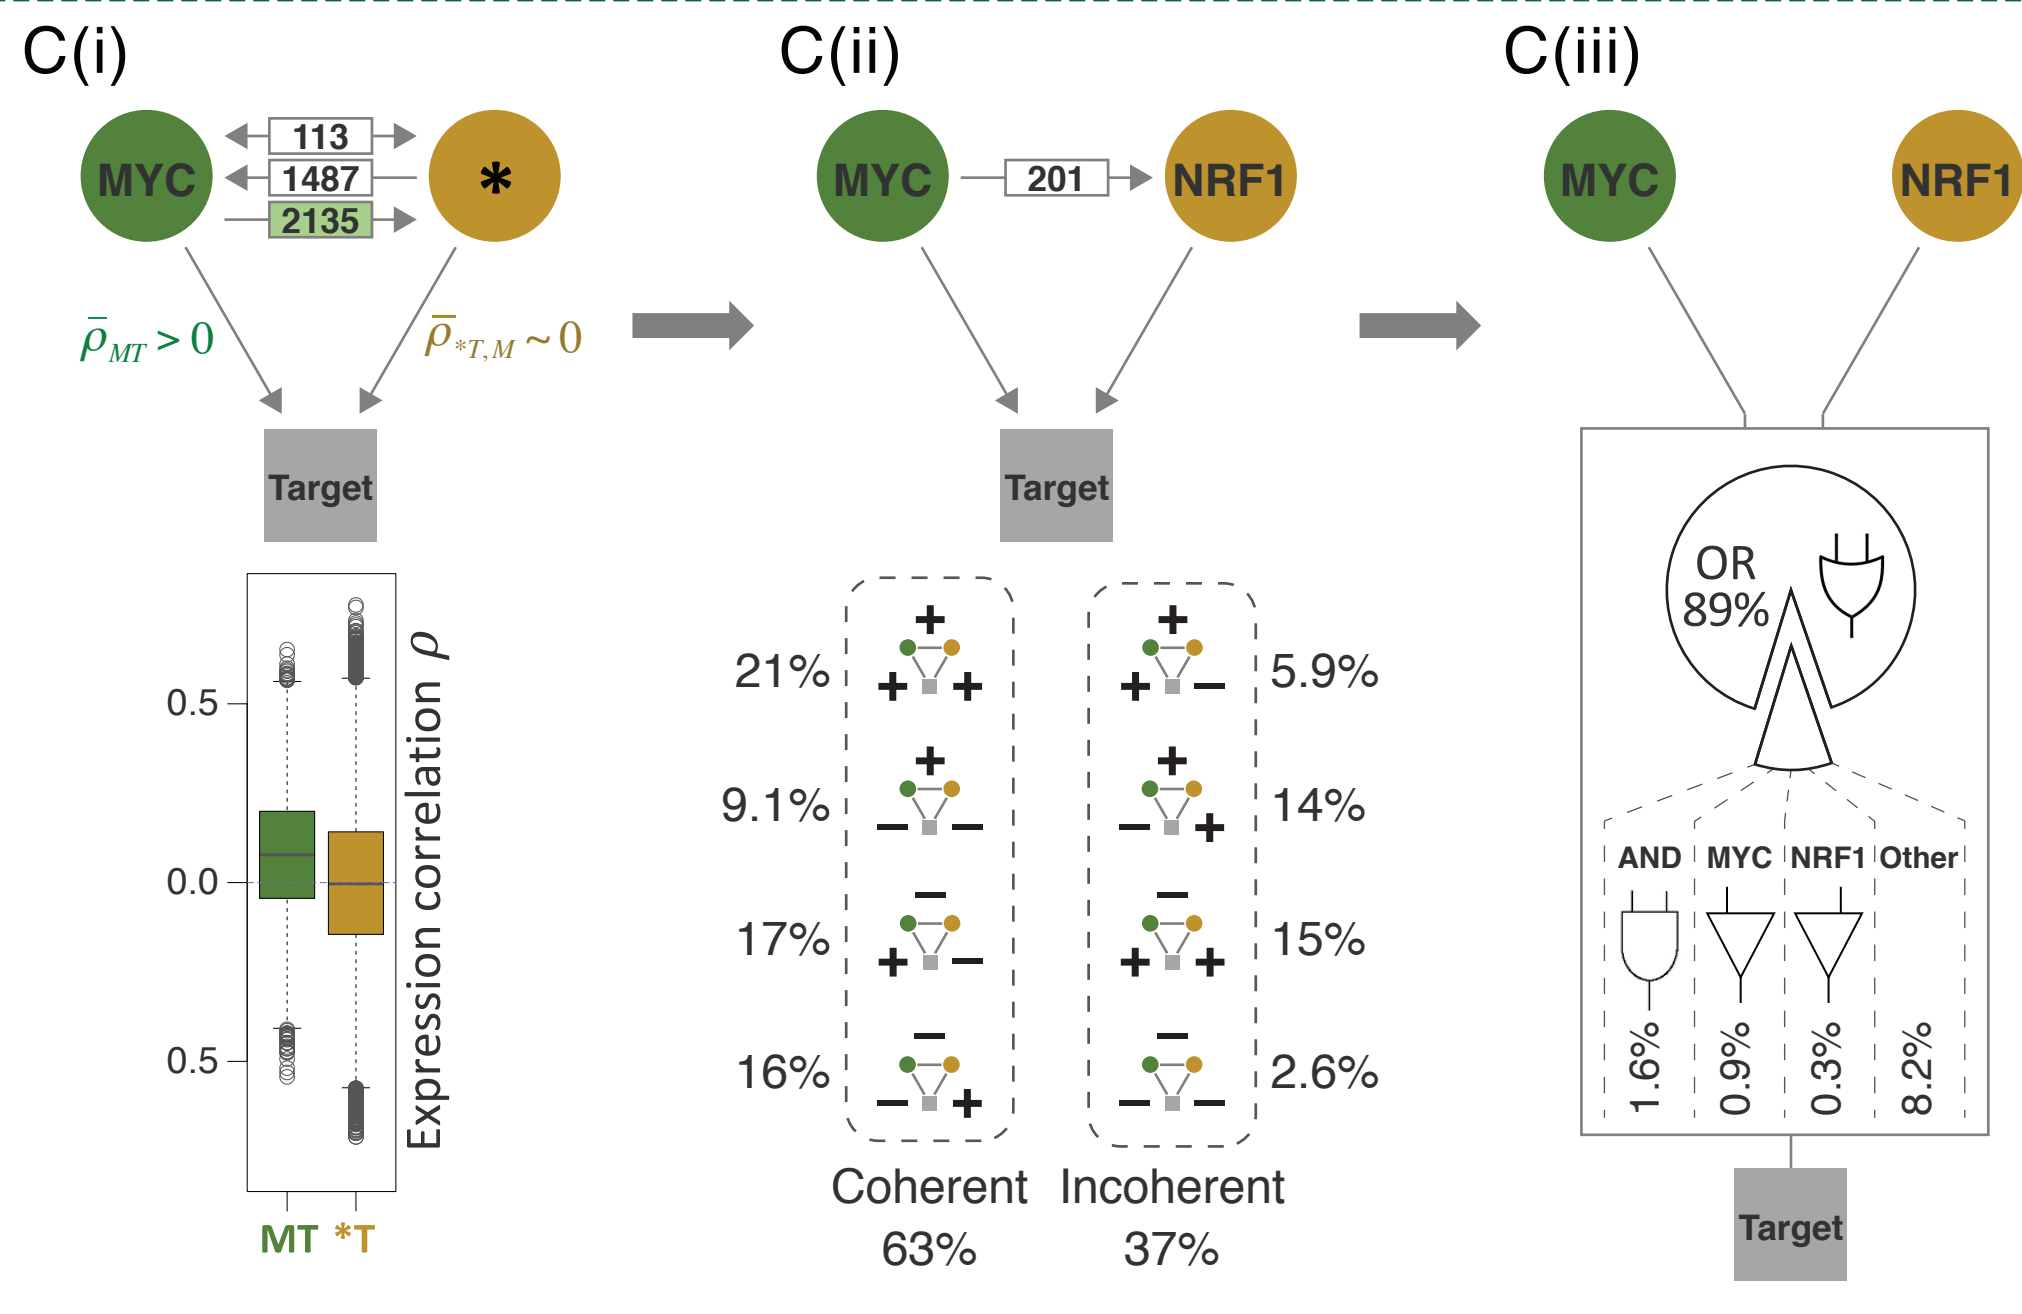 C(i)
MYC
113
1487
2135
*
ρ̄MT > 0
ρ̄*T,M ~ 0
Target
0.5
0.0
0.5
Expression correlation ρ
MT
*T
C(ii)
MYC
201
NRF1
Target
+
+ +
21%
+
− −
9.1%
−
+ −
17%
−
− +
16%
Coherent
63%
+
+ −
5.9%
+
− +
14%
−
+ +
15%
−
− −
2.6%
Incoherent
37%
C(iii)
MYC
NRF1
OR
89%
AND MYC NRF1 Other
1.6% 0.9% 0.3% 8.2%
Target